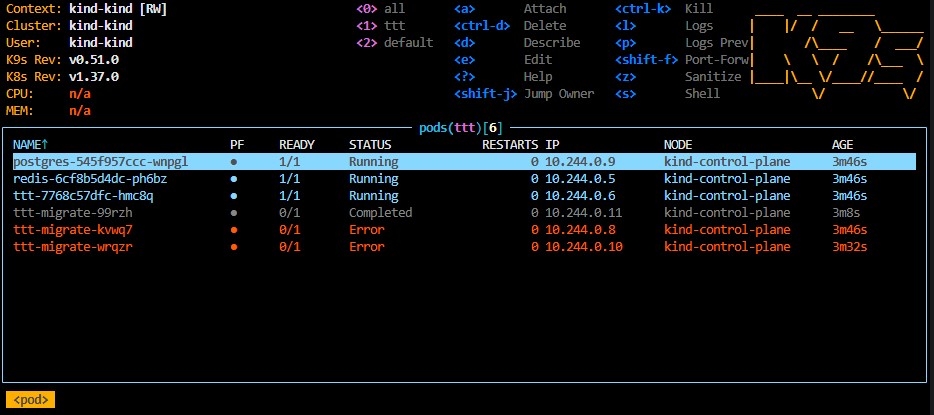 Context: kind-kind [RW] <0> all <a> Attach <ctrl-k> Kill
Cluster: kind-kind <1> ttt <ctrl-d> Delete <l> Logs
User: kind-kind <2> default <d> Describe <p> Logs Prev
K9s Rev: v0.51.0 <e> Edit <shift-f> Port-Forw
K8s Rev: v1.37.0 <?> Help <z> Sanitize
CPU: n/a <shift-j> Jump Owner <s> Shell
MEM: n/a
pods(ttt)[6]
NAME↑ PF READY STATUS RESTARTS IP NODE AGE
postgres-545f957ccc-wnpgl ● 1/1 Running 0 10.244.0.9 kind-control-plane 3m46s
redis-6cf8b5d4dc-ph6bz ● 1/1 Running 0 10.244.0.5 kind-control-plane 3m46s
ttt-7768c57dfc-hmc8q ● 1/1 Running 0 10.244.0.6 kind-control-plane 3m46s
ttt-migrate-99rzh ● 0/1 Completed 0 10.244.0.11 kind-control-plane 3m8s
ttt-migrate-kvwq7 ● 0/1 Error 0 10.244.0.8 kind-control-plane 3m46s
ttt-migrate-wrqzr ● 0/1 Error 0 10.244.0.10 kind-control-plane 3m32s
<pod>